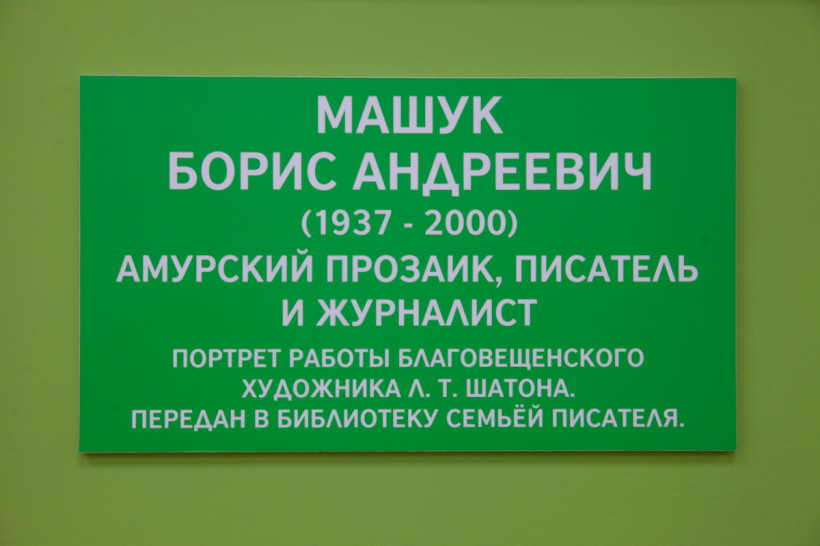 МАШУК
БОРИС АНДРЕЕВИЧ
(1937 - 2000)
АМУРСКИЙ ПРОЗАИК, ПИСАТЕЛЬ
И ЖУРНАЛИСТ
ПОРТРЕТ РАБОТЫ БЛАГОВЕЩЕНСКОГО
ХУДОЖНИКА Л. Т. ШАТОНА.
ПЕРЕДАН В БИБЛИОТЕКУ СЕМЬЁЙ ПИСАТЕЛЯ.